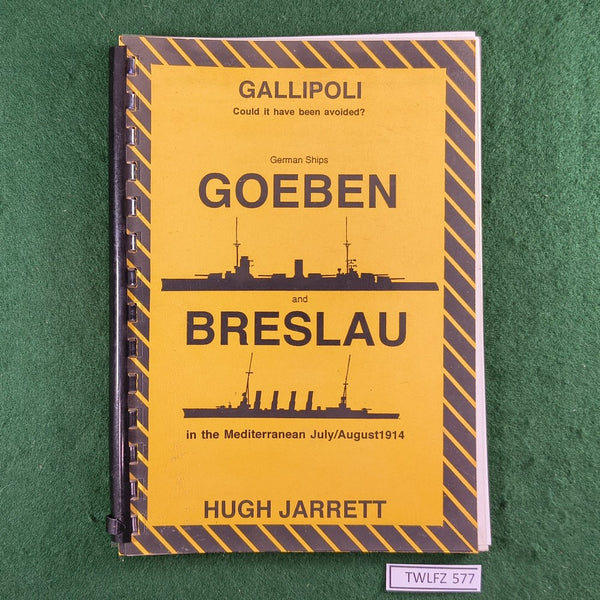 GALLIPOLI
Could it have been avoided?
German Ships
GOEBEN
and
BRESLAU
in the Mediterranean July/August1914
HUGH JARRETT
TWLFZ 577